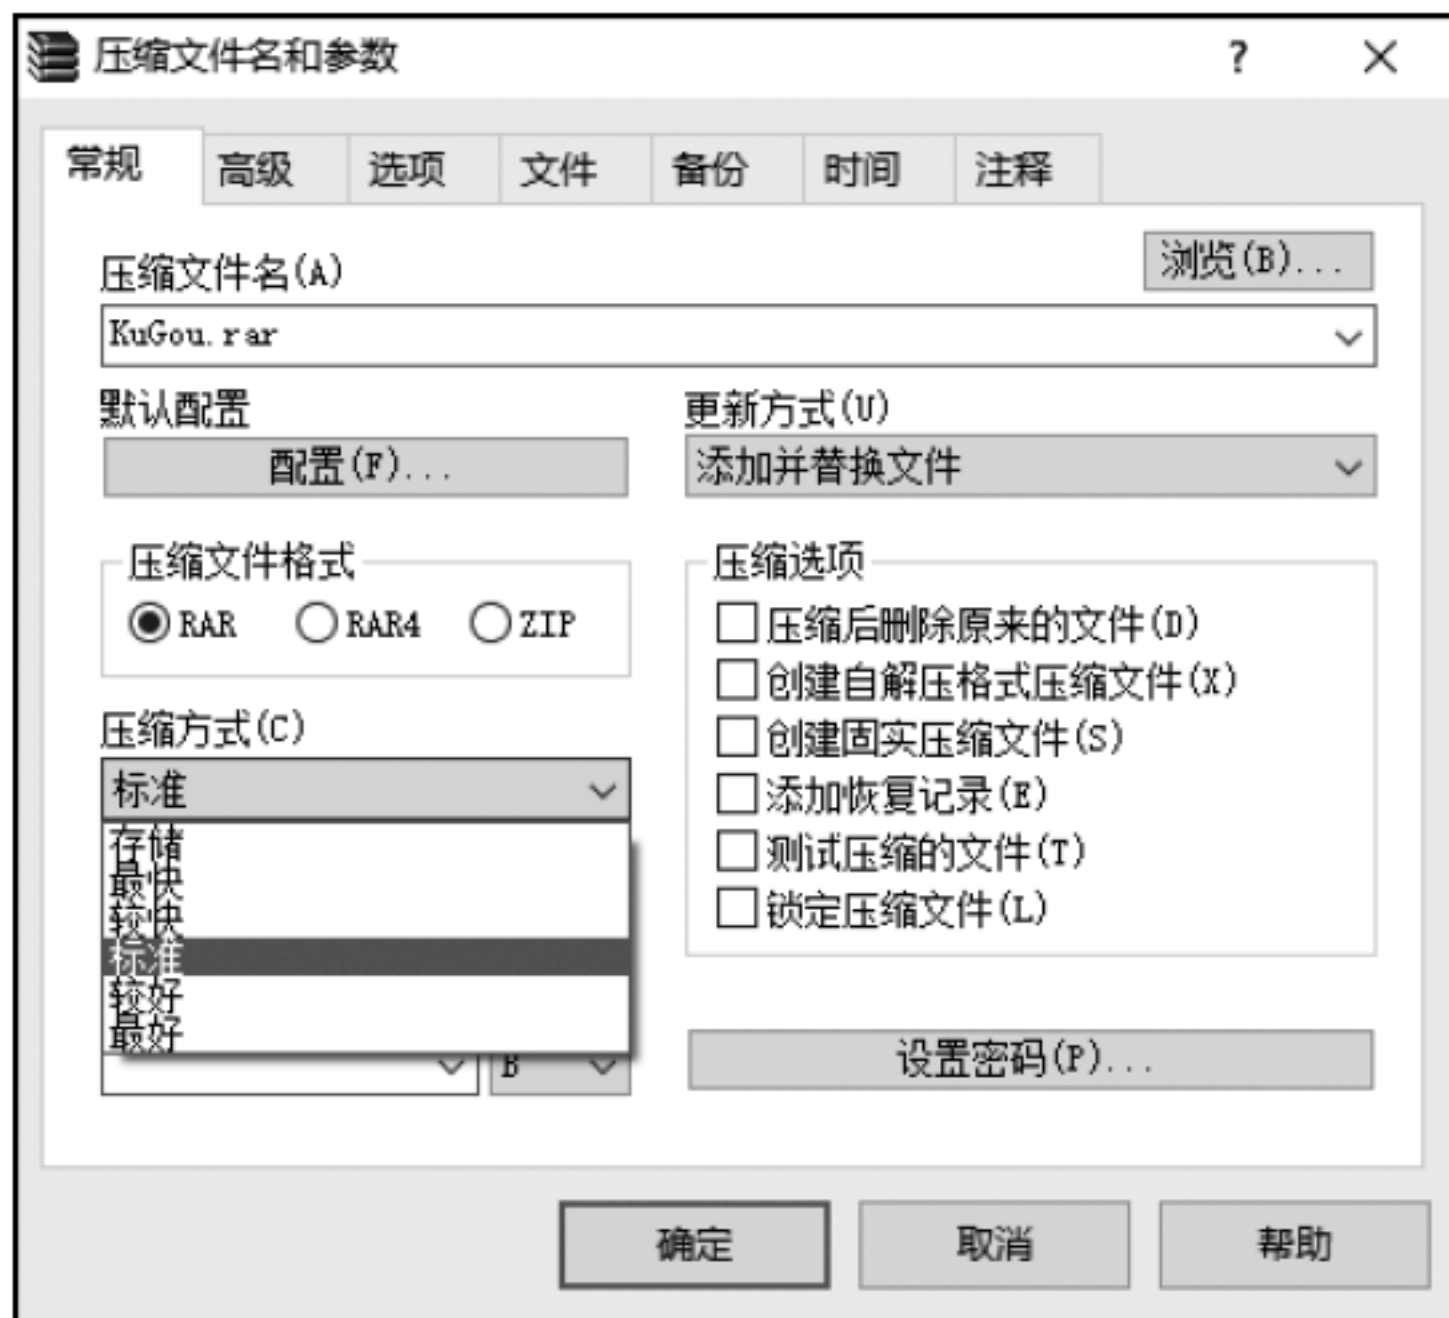 压缩文件名和参数 ?
常规 高级 选项 文件 备份 时间 注释
压缩文件名(A) 浏览(B)...
KuGou.rar
默认配置 更新方式(U)
配置(F)... 添加并替换文件
压缩文件格式 压缩选项
RAR RAR4 ZIP 压缩后删除原来的文件(D)
创建自解压格式压缩文件(X)
压缩方式(C) 创建固实压缩文件(S)
标准 添加恢复记录(E)
存储 测试压缩的文件(T)
最快
较快 锁定压缩文件(L)
标准
较好
最好
B 设置密码(P)...
确定 取消 帮助